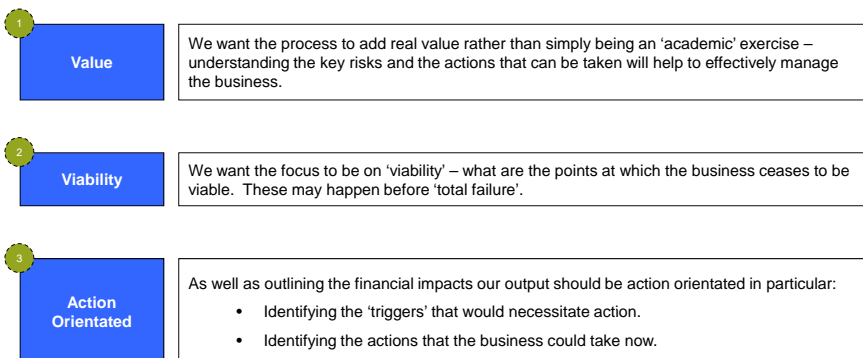 1
Value
We want the process to add real value rather than simply being an ‘academic’ exercise –
understanding the key risks and the actions that can be taken will help to effectively manage
the business.
2
Viability
We want the focus to be on ‘viability’ – what are the points at which the business ceases to be
viable.  These may happen before ‘total failure’.
3
Action
Orientated
As well as outlining the financial impacts our output should be action orientated in particular:
• Identifying the ‘triggers’ that would necessitate action.
• Identifying the actions that the business could take now.